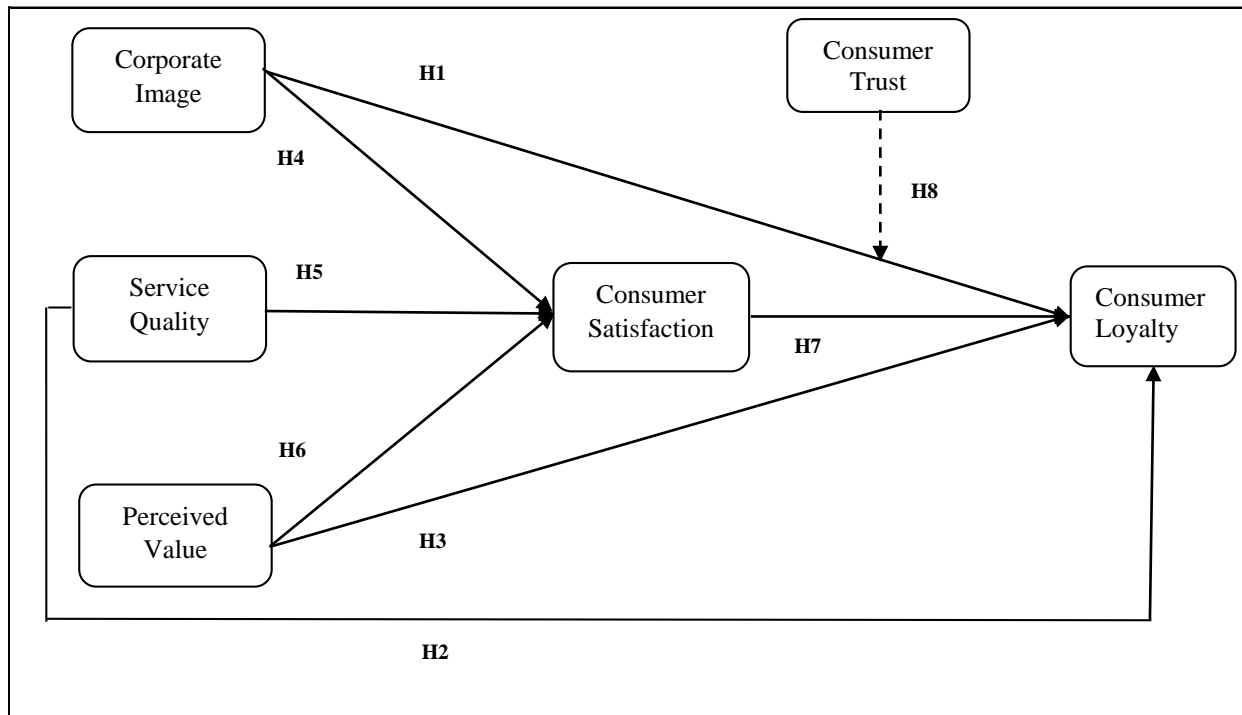 Corporate
Image
H1
Consumer
Trust
H4
H8
Service
Quality
H5
Consumer
Satisfaction
Consumer
Loyalty
H7
H6
Perceived
Value
H3
H2